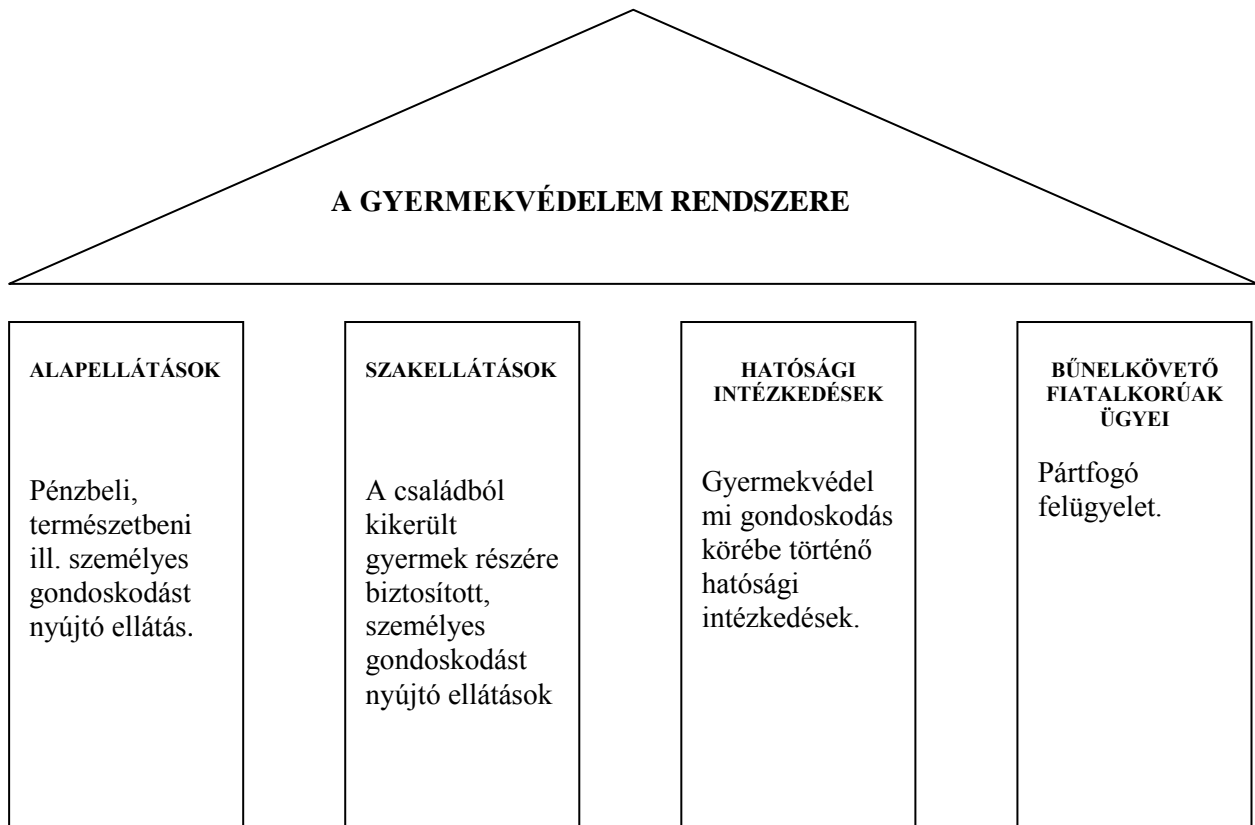 A GYERMEKVÉDELEM RENDSZERE
ALAPELLÁTÁSOK
Pénzbeli,
természetbeni
ill. személyes
gondoskodást
nyújtó ellátás.
SZAKELLÁTÁSOK
A családból
kikerült
gyermek részére
biztosított,
személyes
gondoskodást
nyújtó ellátások
HATÓSÁGI
INTÉZKEDÉSEK
Gyermekvédel
mi gondoskodás
körébe történő
hatósági
intézkedések.
BŰNELKÖVETŐ
FIATALKORÚAK
ÜGYEI
Pártfogó
felügyelet.